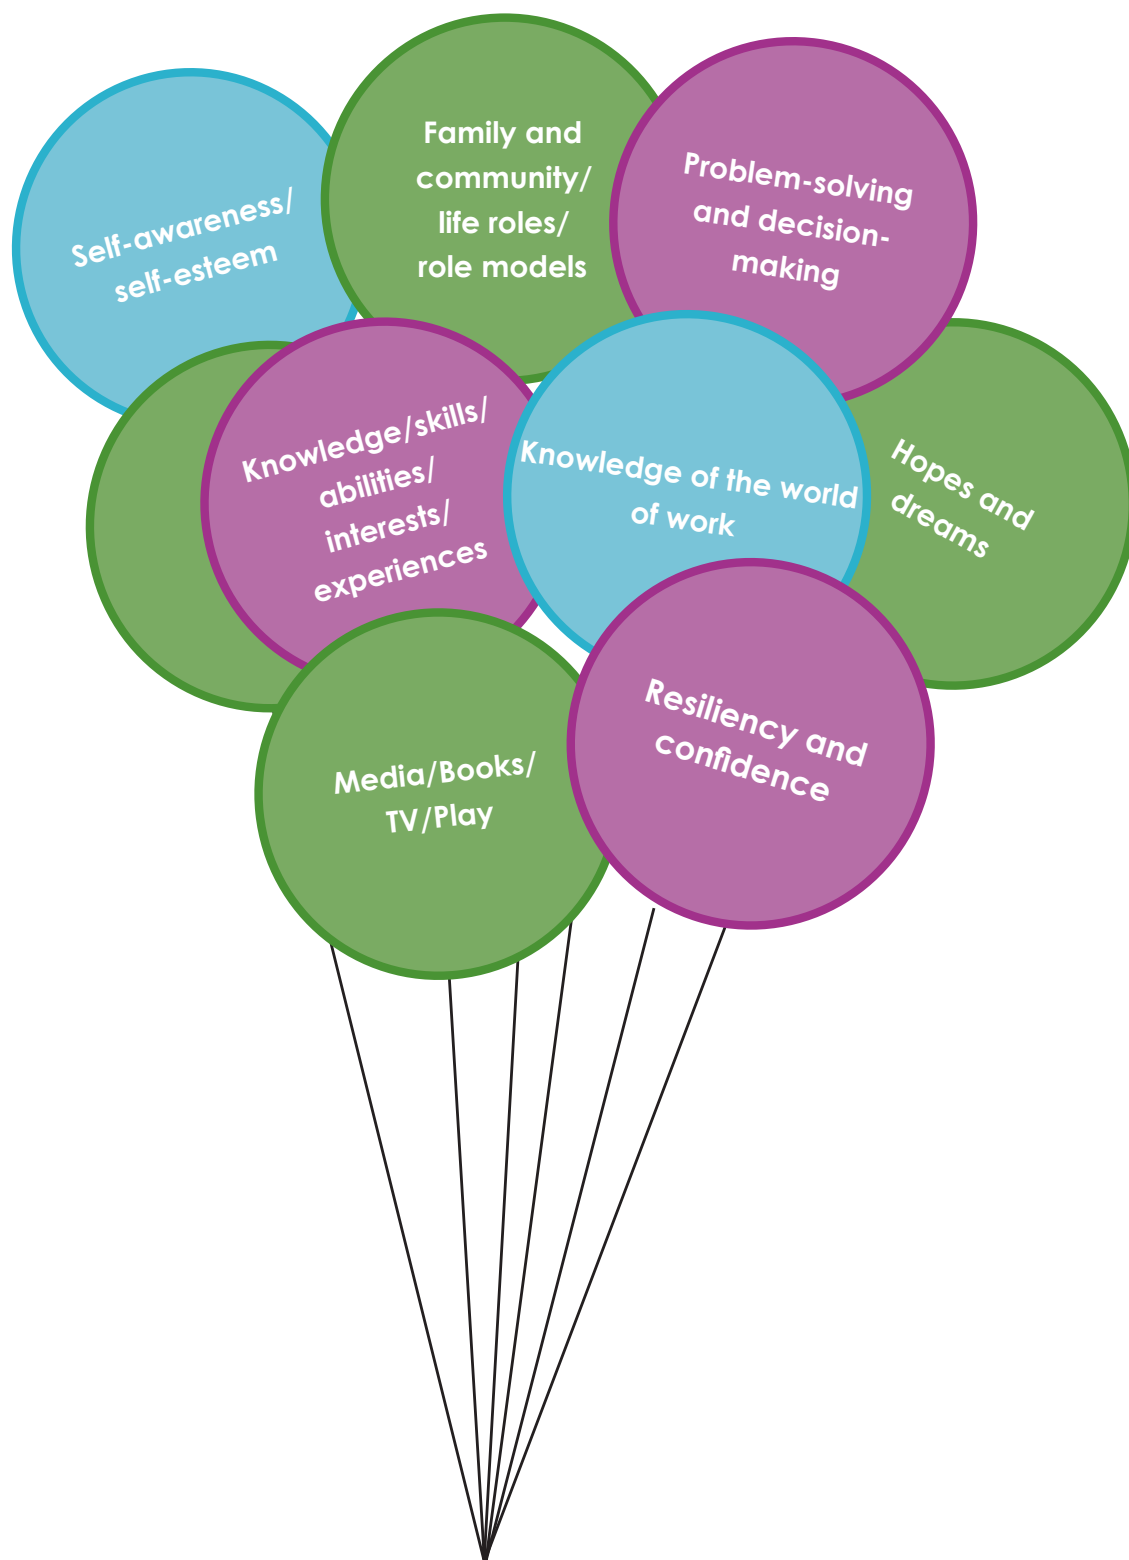 Self-awareness/
self-esteem
Family and
community/
life roles/
role models
Problem-solving
and decision-
making
Knowledge/skills/
abilities/
interests/
experiences
Knowledge of the world
of work
Hopes and
dreams
Media/Books/
TV/Play
Resiliency and
confidence